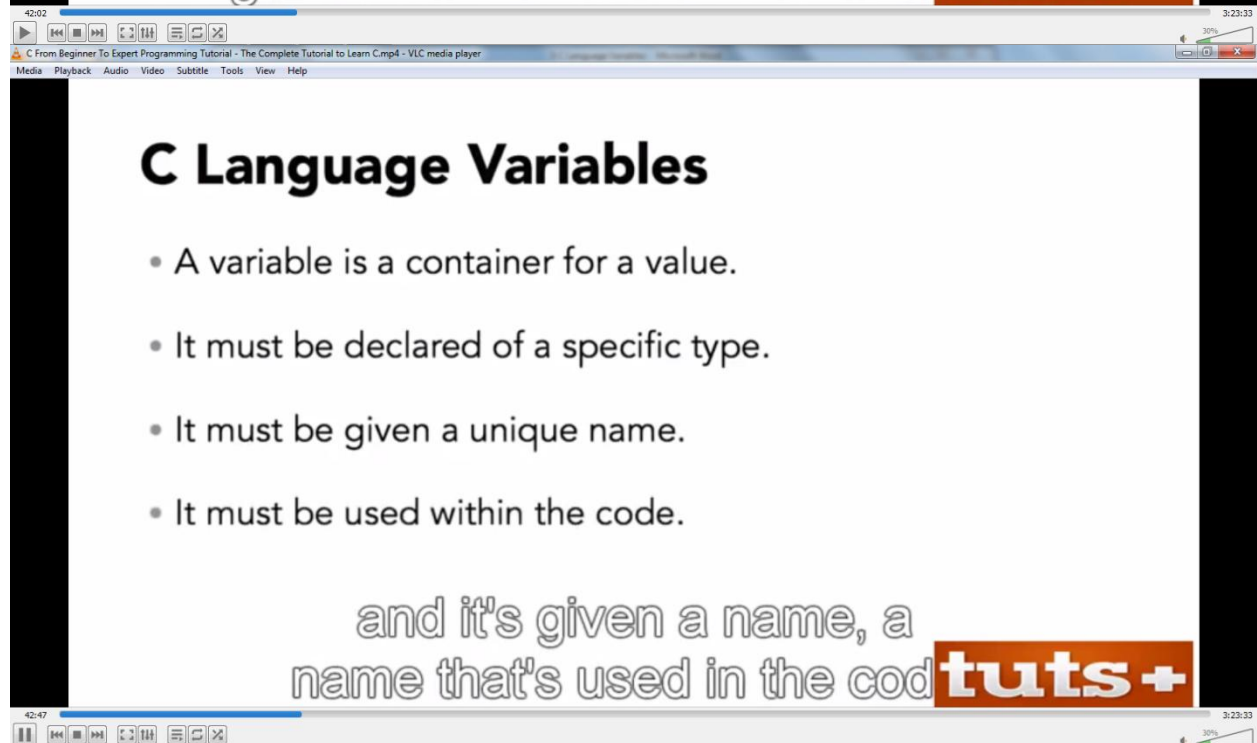 42:02 3:23:33
30%
C From Beginner To Expert Programming Tutorial - The Complete Tutorial to Learn C.mp4 - VLC media player
Media Playback Audio Video Subtitle Tools View Help
C Language Variables
• A variable is a container for a value.
• It must be declared of a specific type.
• It must be given a unique name.
• It must be used within the code.
and it's given a name, a
name that's used in the cod
tuts+
42:47 3:23:33
30%